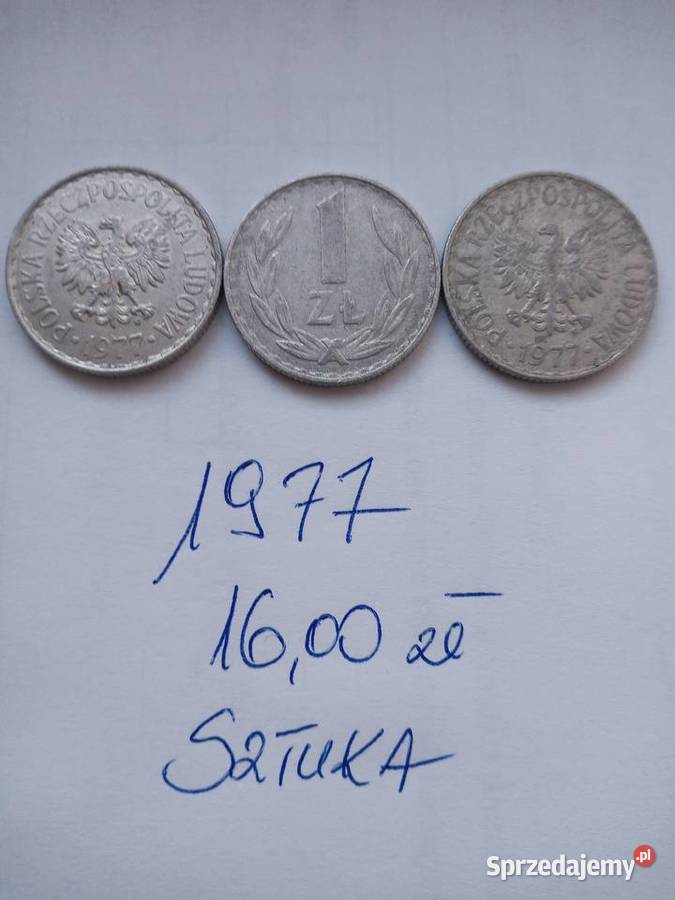 POLSKA RZECZPOSPOLITA LUDOWA
·1977·
1
ZŁ
POLSKA RZECZPOSPOLITA LUDOWA
·1977·
1977
16,00 zł
SZTUKA
Sprzedajemy.pl